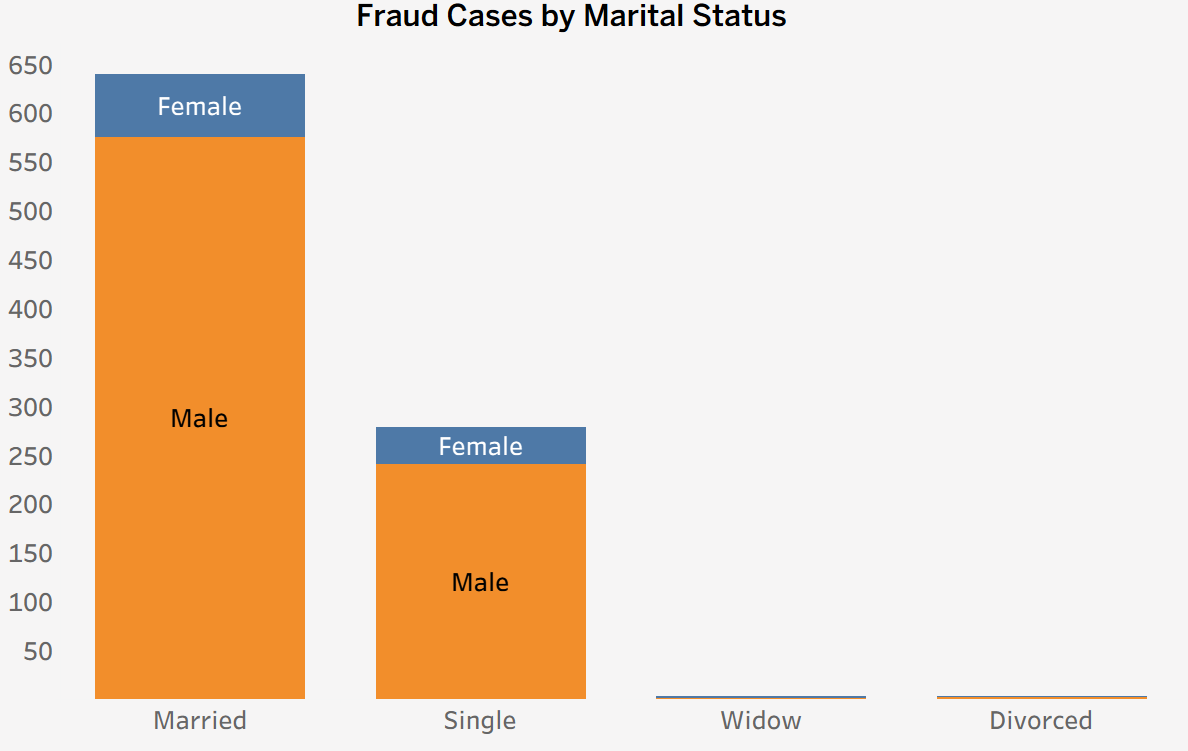 Fraud Cases by Marital Status
650
600
550
500
450
400
350
300
250
200
150
100
50
Female
Male
Female
Male
Married Single Widow Divorced